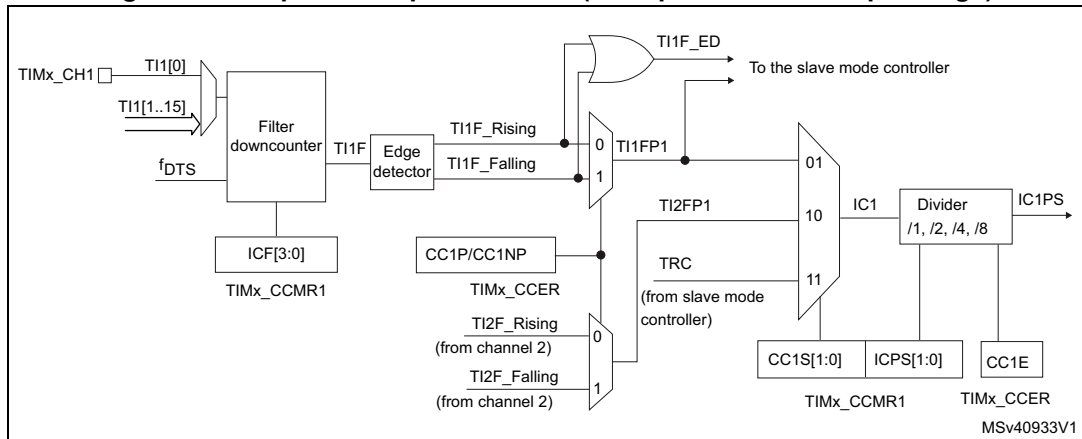 TI1F_ED
TIMx_CH1
TI1[0]
To the slave mode controller
TI1[1..15]
fDTS
Filter
downcounter
TI1F
Edge
detector
TI1F_Rising
TI1F_Falling
0
1
TI1FP1
01
TI2FP1
10
IC1
Divider
/1, /2, /4, /8
IC1PS
ICF[3:0]
TIMx_CCMR1
CC1P/CC1NP
TIMx_CCER
TRC
11
(from slave mode
controller)
TI2F_Rising
(from channel 2)
0
TI2F_Falling
(from channel 2)
1
CC1S[1:0]
ICPS[1:0]
CC1E
TIMx_CCMR1
TIMx_CCER
MSv40933V1